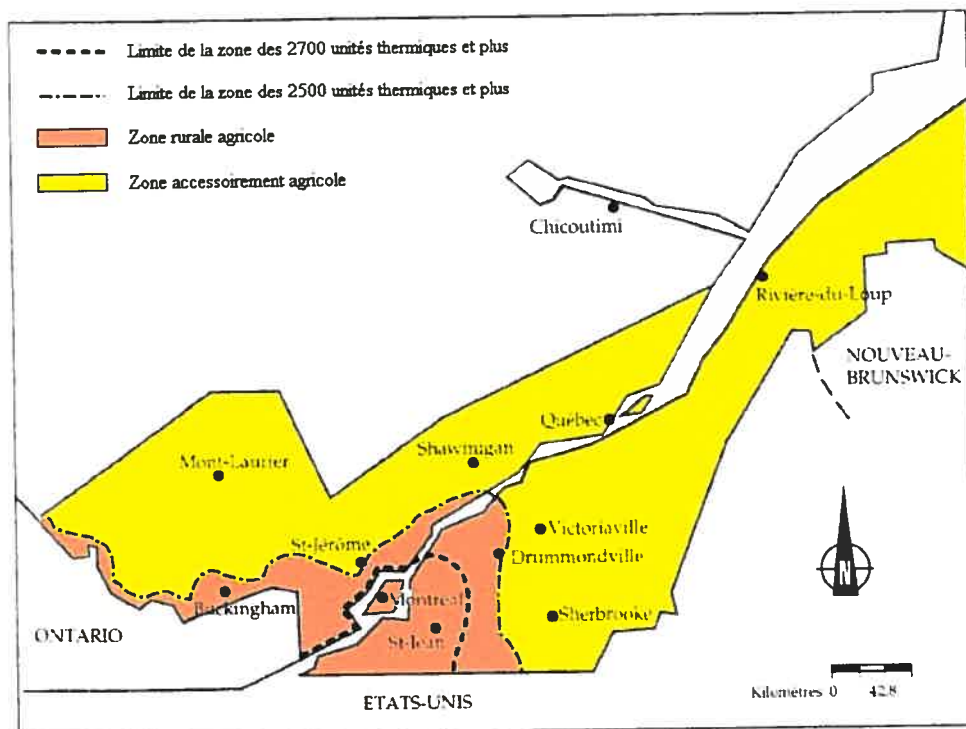 Limite de la zone des 2700 unités thermiques et plus
Limite de la zone des 2500 unités thermiques et plus
Zone rurale agricole
Zone accessoirement agricole
Chicoutimi
Rivière-du-Loup
NOUVEAU-
BRUNSWICK
Québec
Shawinigan
Mont-Laurier
Victoriaville
St-Jérôme
Drummondville
Buckingham
Montréal
Sherbrooke
St-Jean
N
ONTARIO
ETATS-UNIS
Kilomètres 0 42.8